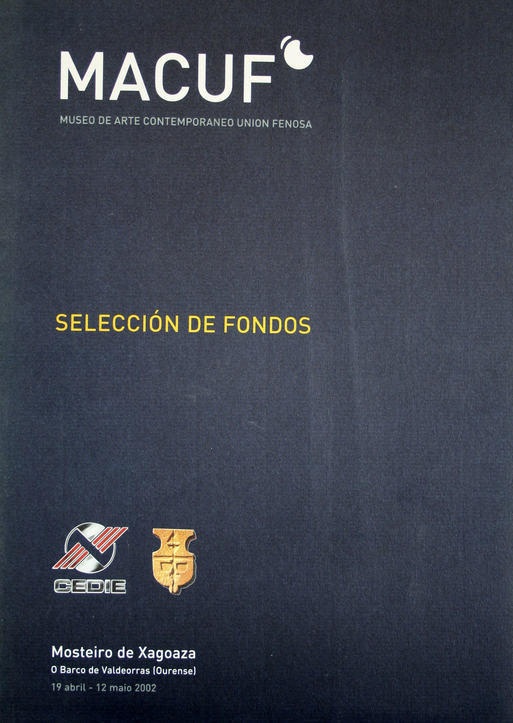 MACUF
MUSEO DE ARTE CONTEMPORANEO UNION FENOSA
SELECCIÓN DE FONDOS
CEDIE
Mosteiro de Xagoaza
O Barco de Valdeorras (Ourense)
19 abril - 12 maio 2002